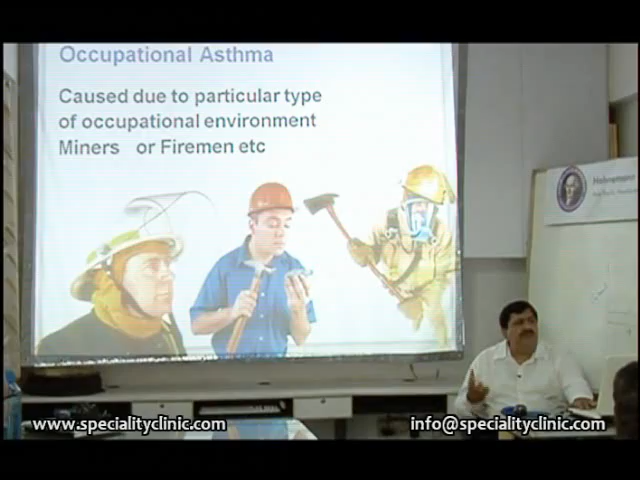 Occupational Asthma
Caused due to particular type
of occupational environment
Miners or Firemen etc
Hahnemann
www.specialityclinic.com
info@specialityclinic.com